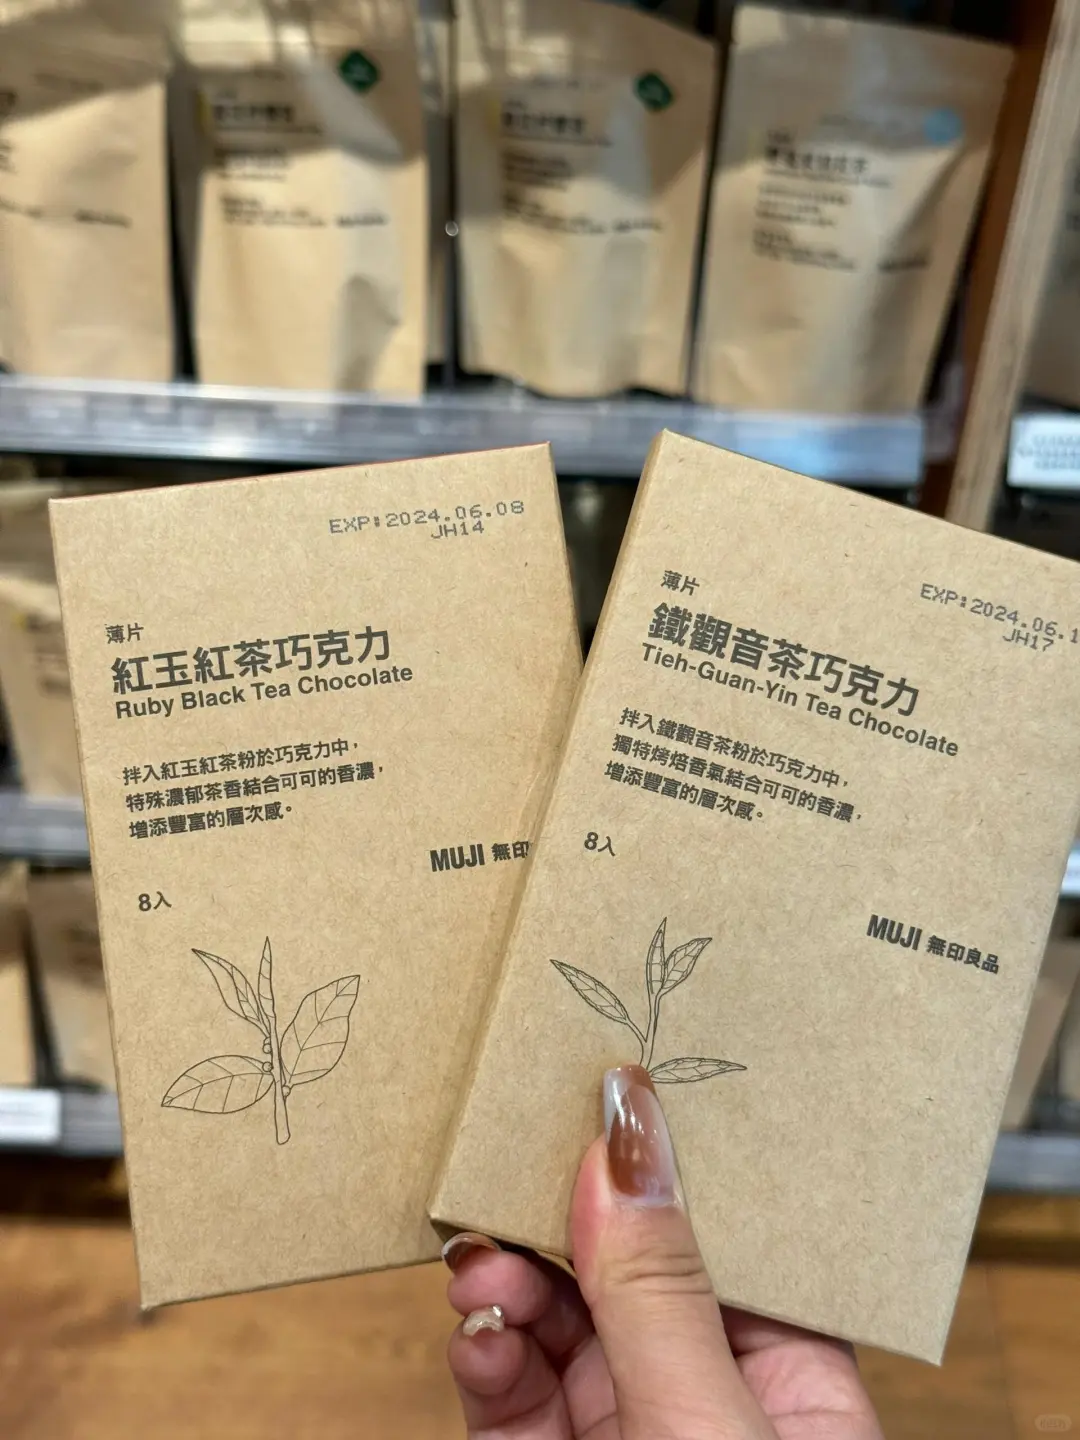 EXP:2024.06.08
JH14
薄片
紅玉紅茶巧克力
Ruby Black Tea Chocolate
拌入紅玉紅茶粉於巧克力中，
特殊濃郁茶香結合可可的香濃，
增添豐富的層次感。
MUJI 無印
8入
EXP:2024.06.1
JH17
薄片
鐵觀音茶巧克力
Tieh-Guan-Yin Tea Chocolate
拌入鐵觀音茶粉於巧克力中，
獨特烤焙香氣結合可可的香濃，
增添豐富的層次感。
8入
MUJI 無印良品